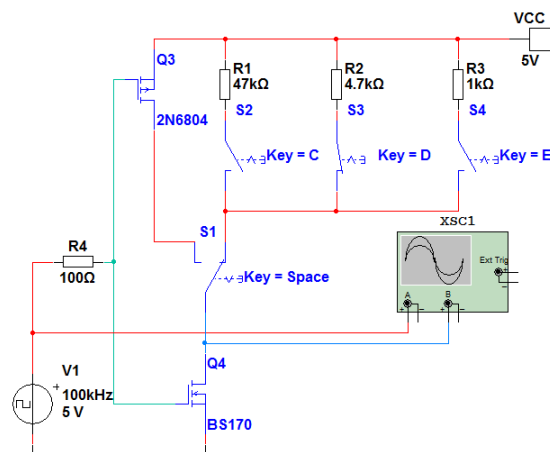 VCC
5V
Q3
2N6804
R1
47kΩ
R2
4.7kΩ
R3
1kΩ
S2
Key = C
S3
Key = D
S4
Key = E
XSC1
Ext Trig
+
−
A
B
+ − + −
S1
Key = Space
R4
100Ω
Q4
BS170
V1
+
100kHz
5 V